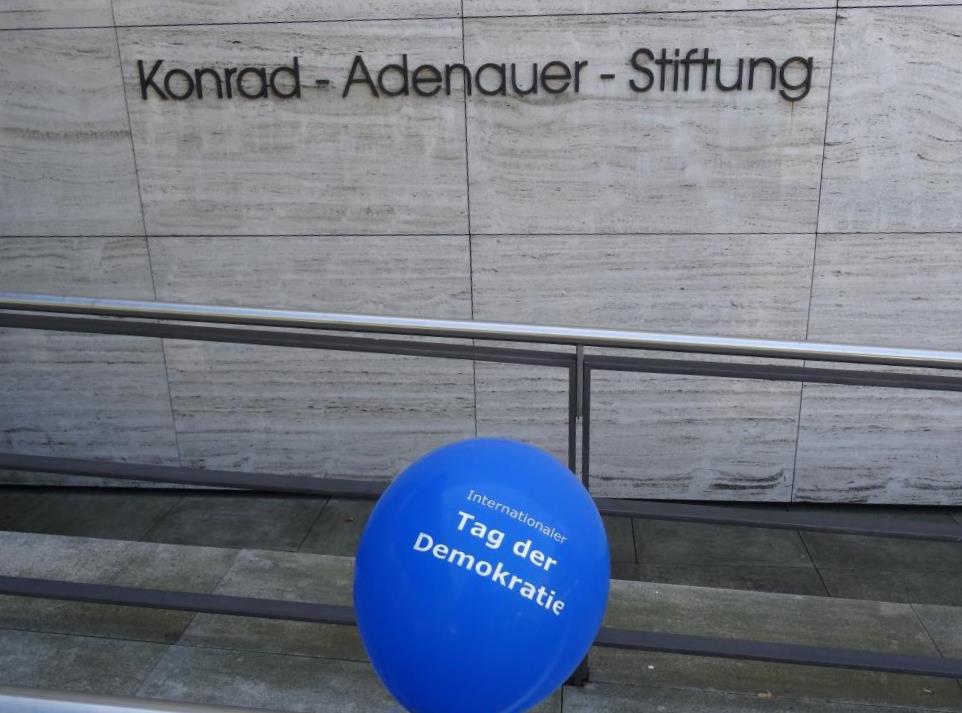 Konrad - Adenauer - Stiftung
Internationaler
Tag der
Demokratie